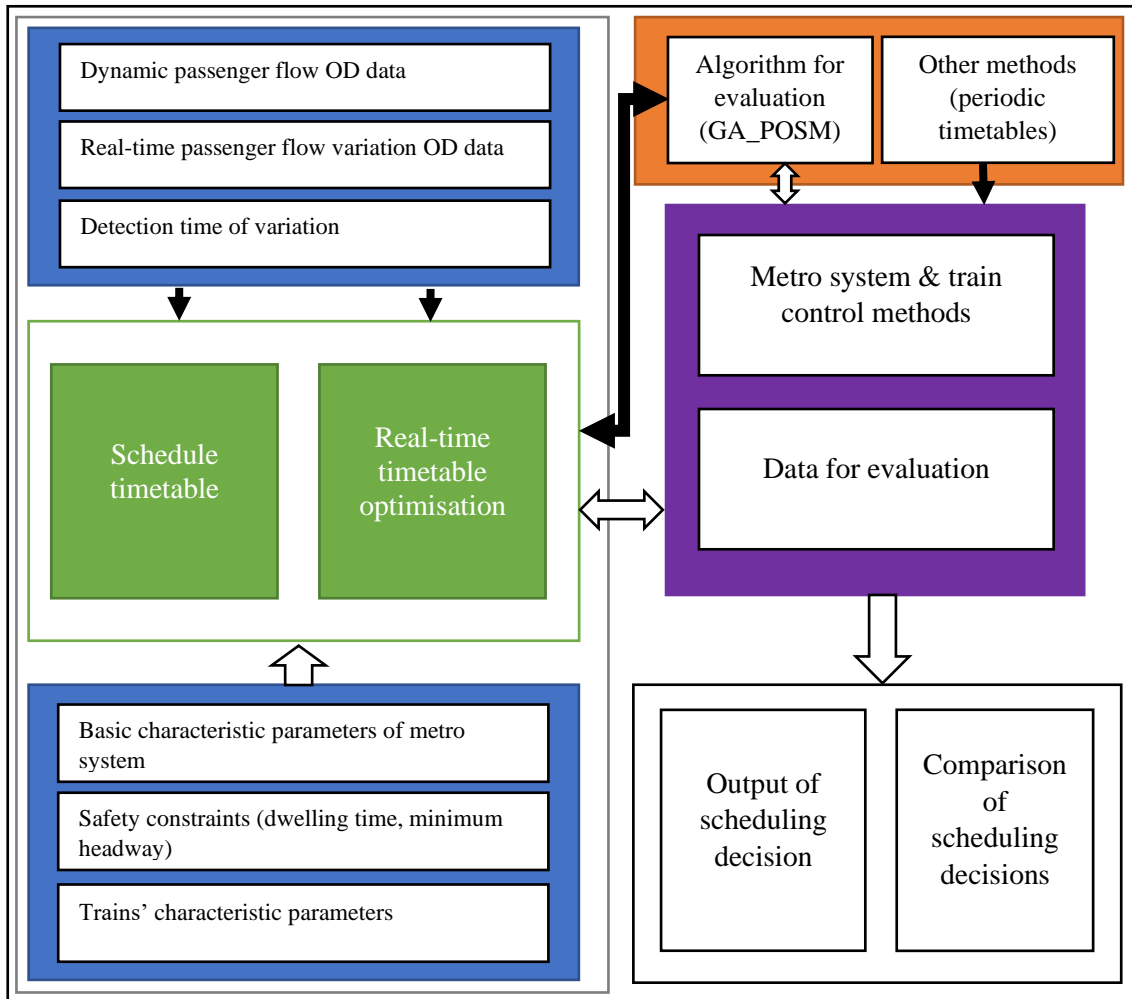 Dynamic passenger flow OD data
Real-time passenger flow variation OD data
Detection time of variation
Algorithm for
evaluation
(GA_POSM)
Other methods
(periodic
timetables)
Metro system & train
control methods
Data for evaluation
Schedule
timetable
Real-time
timetable
optimisation
Basic characteristic parameters of metro
system
Safety constraints (dwelling time, minimum
headway)
Trains’ characteristic parameters
Output of
scheduling
decision
Comparison
of
scheduling
decisions